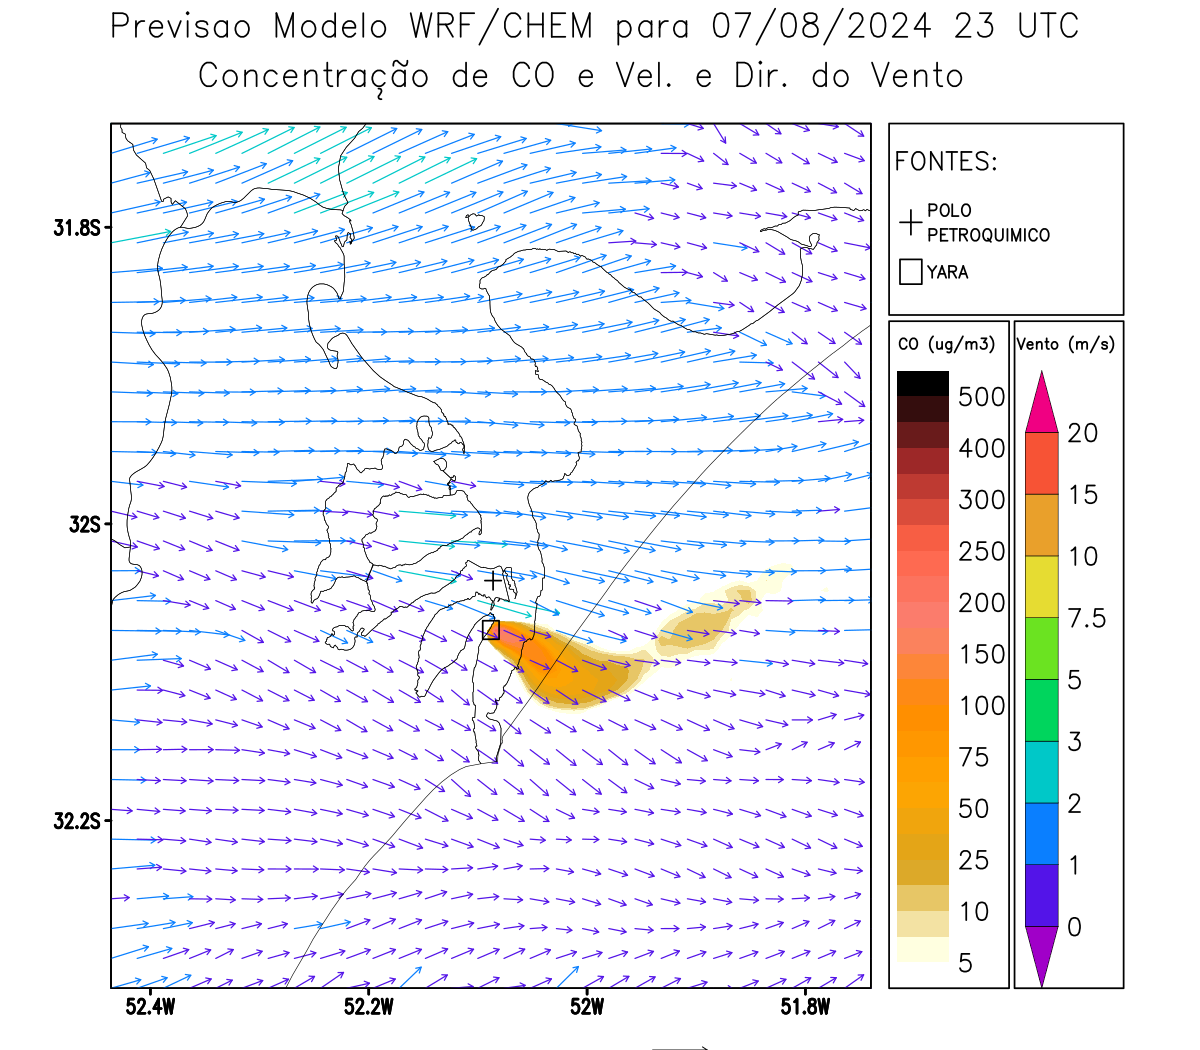 Previsao Modelo WRF/CHEM para 07/08/2024 23 UTC
Concentração de CO e Vel. e Dir. do Vento
FONTES:
POLO
PETROQUIMICO
YARA
CO (ug/m3)
500
400
300
250
200
150
100
75
50
25
10
5
Vento (m/s)
20
15
10
7.5
5
3
2
1
0
31.8S
32S
32.2S
52.4W
52.2W
52W
51.8W